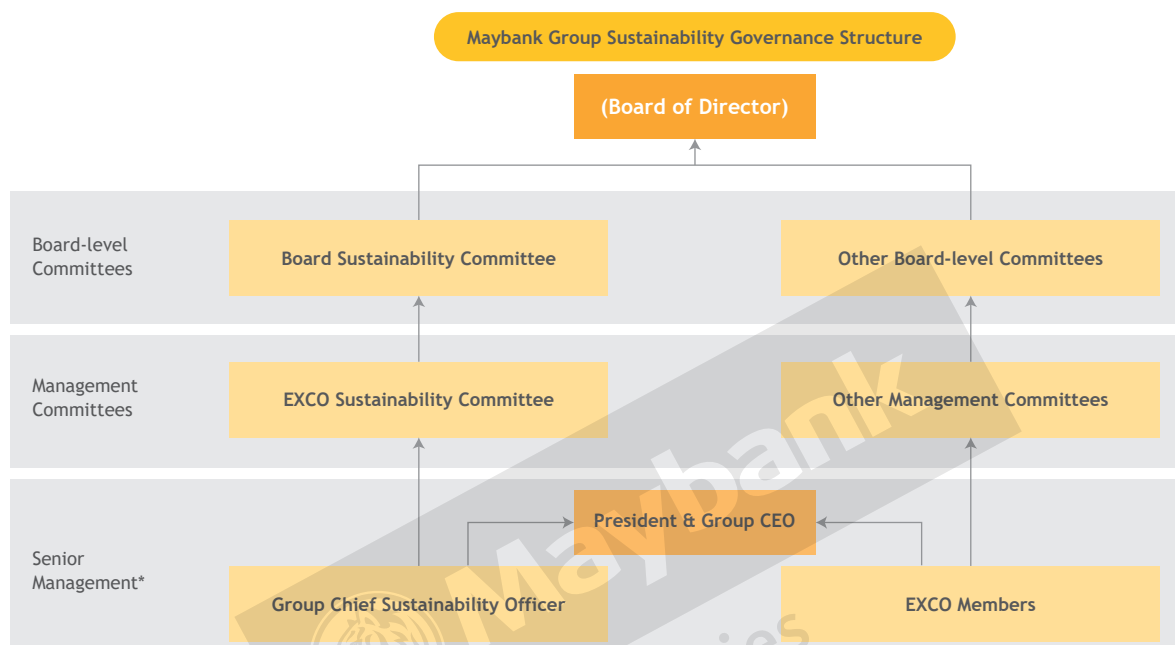 Maybank Group Sustainability Governance Structure
(Board of Director)
Board-level
Committees
Board Sustainability Committee
Other Board-level Committees
Management
Committees
EXCO Sustainability Committee
Other Management Committees
Senior
Management*
President & Group CEO
Group Chief Sustainability Officer
EXCO Members
Maybank